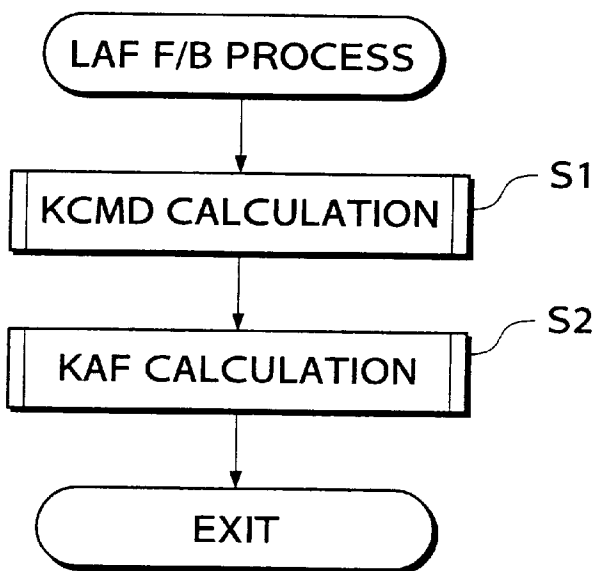 LAF F/B PROCESS
KCMD CALCULATION
S1
KAF CALCULATION
S2
EXIT